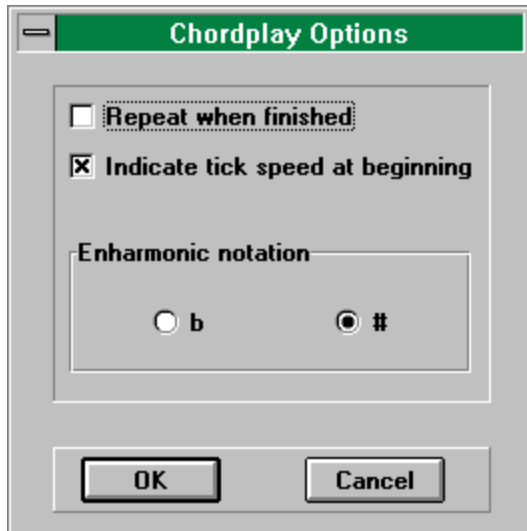 Chordplay Options
Repeat when finished
Indicate tick speed at beginning
Enharmonic notation
b
#
OK
Cancel